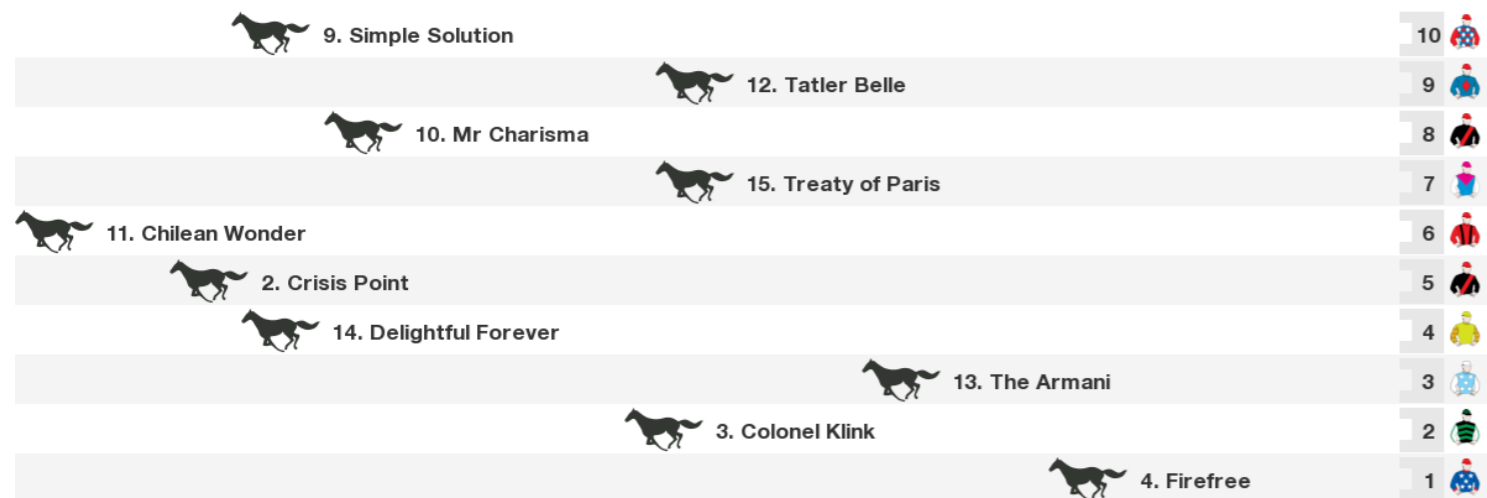 9. Simple Solution 10
12. Tatler Belle 9
10. Mr Charisma 8
15. Treaty of Paris 7
11. Chilean Wonder 6
2. Crisis Point 5
14. Delightful Forever 4
13. The Armani 3
3. Colonel Klink 2
4. Firefree 1